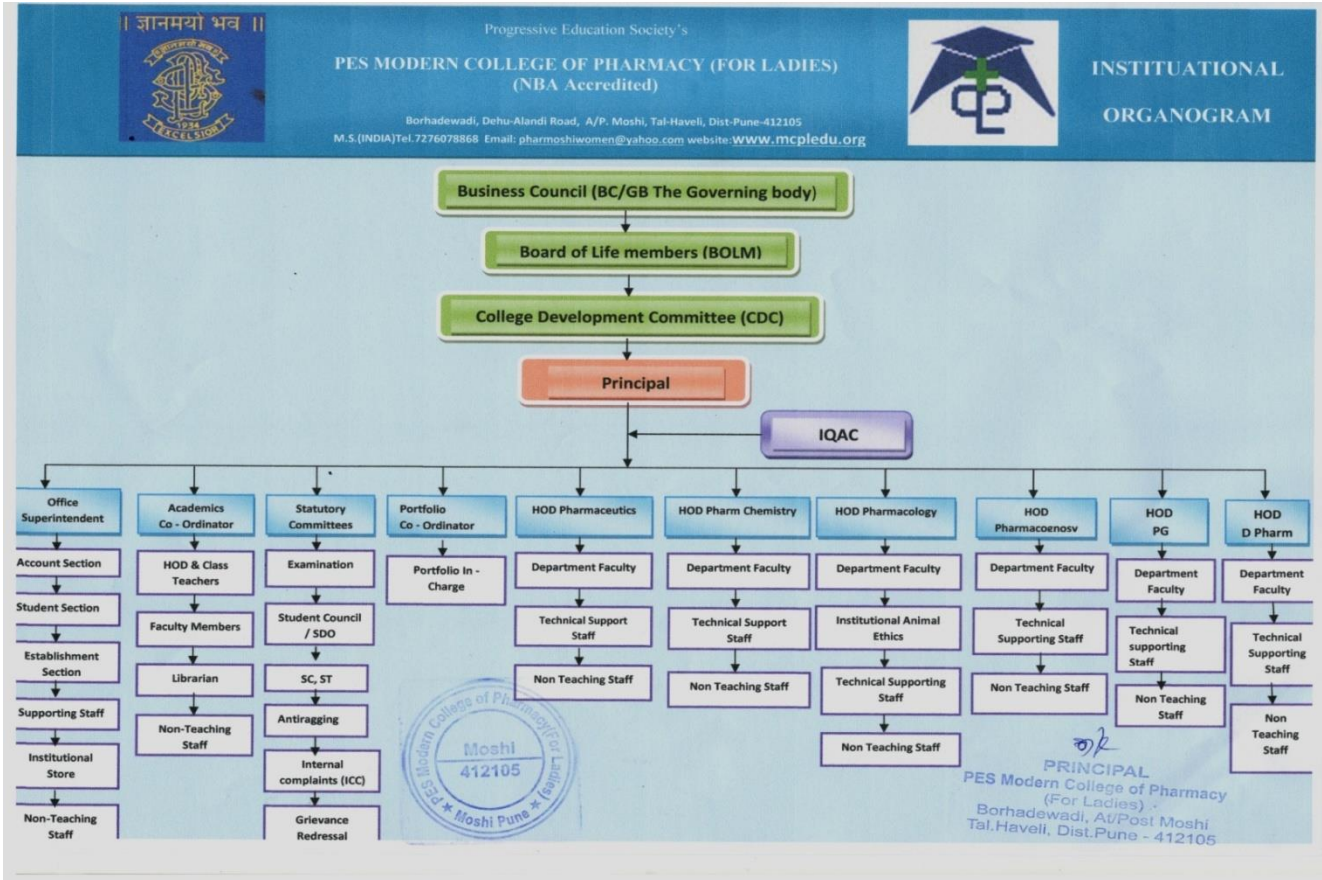 । ज्ञानमयो भव ।।
1934
EXCELSIOR
Progressive Education Society's
PES MODERN COLLEGE OF PHARMACY (FOR LADIES)
(NBA Accredited)
Borhadewadi, Dehu-Alandi Road, A/P. Moshi, Tal-Haveli, Dist-Pune-412105
M.S.(INDIA)Tel.7276078868 Email: pharmoshiwomen@yahoo.com website:www.mcpledu.org
INSTITUATIONAL
ORGANOGRAM
Business Council (BC/GB The Governing body)
Board of Life members (BOLM)
College Development Committee (CDC)
Principal
IQAC
Office
Superintendent
Account Section
Student Section
Establishment
Section
Supporting Staff
Institutional
Store
Non-Teaching
Staff
Academics
Co - Ordinator
HOD & Class
Teachers
Faculty Members
Librarian
Non-Teaching
Staff
Statutory
Committees
Examination
Student Council
/ SDO
SC, ST
Antiragging
Internal
complaints (ICC)
Grievance
Redressal
Portfolio
Co - Ordinator
Portfolio In -
Charge
HOD Pharmaceutics
Department Faculty
Technical Support
Staff
Non Teaching Staff
HOD Pharm Chemistry
Department Faculty
Technical Support
Staff
Non Teaching Staff
HOD Pharmacology
Department Faculty
Institutional Animal
Ethics
Technical Supporting
Staff
Non Teaching Staff
HOD
Pharmacognosy
Department Faculty
Technical
Supporting Staff
Non Teaching Staff
HOD
PG
Department
Faculty
Technical
supporting
Staff
Non Teaching
Staff
HOD
D Pharm
Department
Faculty
Technical
Supporting
Staff
Non
Teaching
Staff
PES Modern College of Pharmacy(For Ladies)
Moshi
412105
Moshi Pune
PRINCIPAL
PES Modern College of Pharmacy
(For Ladies)
Borhadewadi, At/Post Moshi
Tal.Haveli, Dist.Pune - 412105